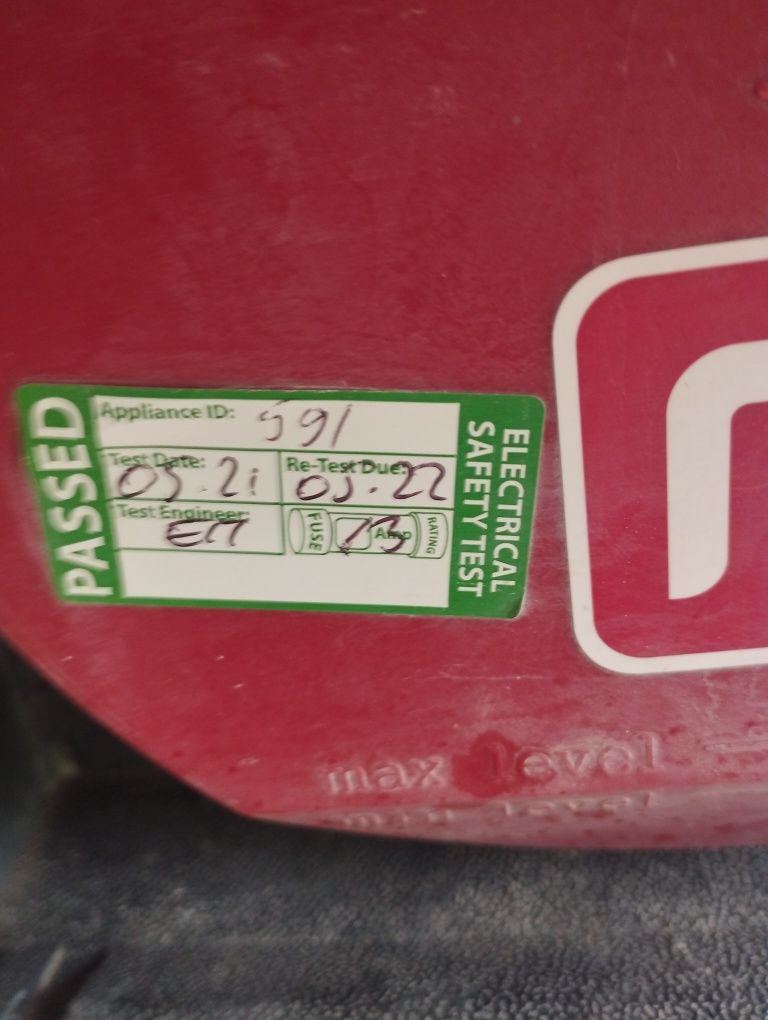 PASSED
Appliance ID: 591
Test Date: 05.21
Re-Test Due: 05.22
Test Engineer:
FUSE 13 Amp RATING
ELECTRICAL
SAFETY TEST
max level